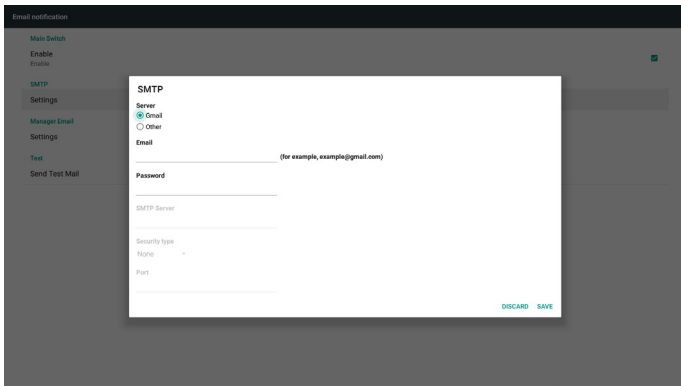 Email notification
Main Switch
Enable
Enable
SMTP
Settings
Manager Email
Settings
Test
Send Test Mail
SMTP
Server
Gmail
Other
Email
(for example, example@gmail.com)
Password
SMTP Server
Security type
None
Port
DISCARD SAVE